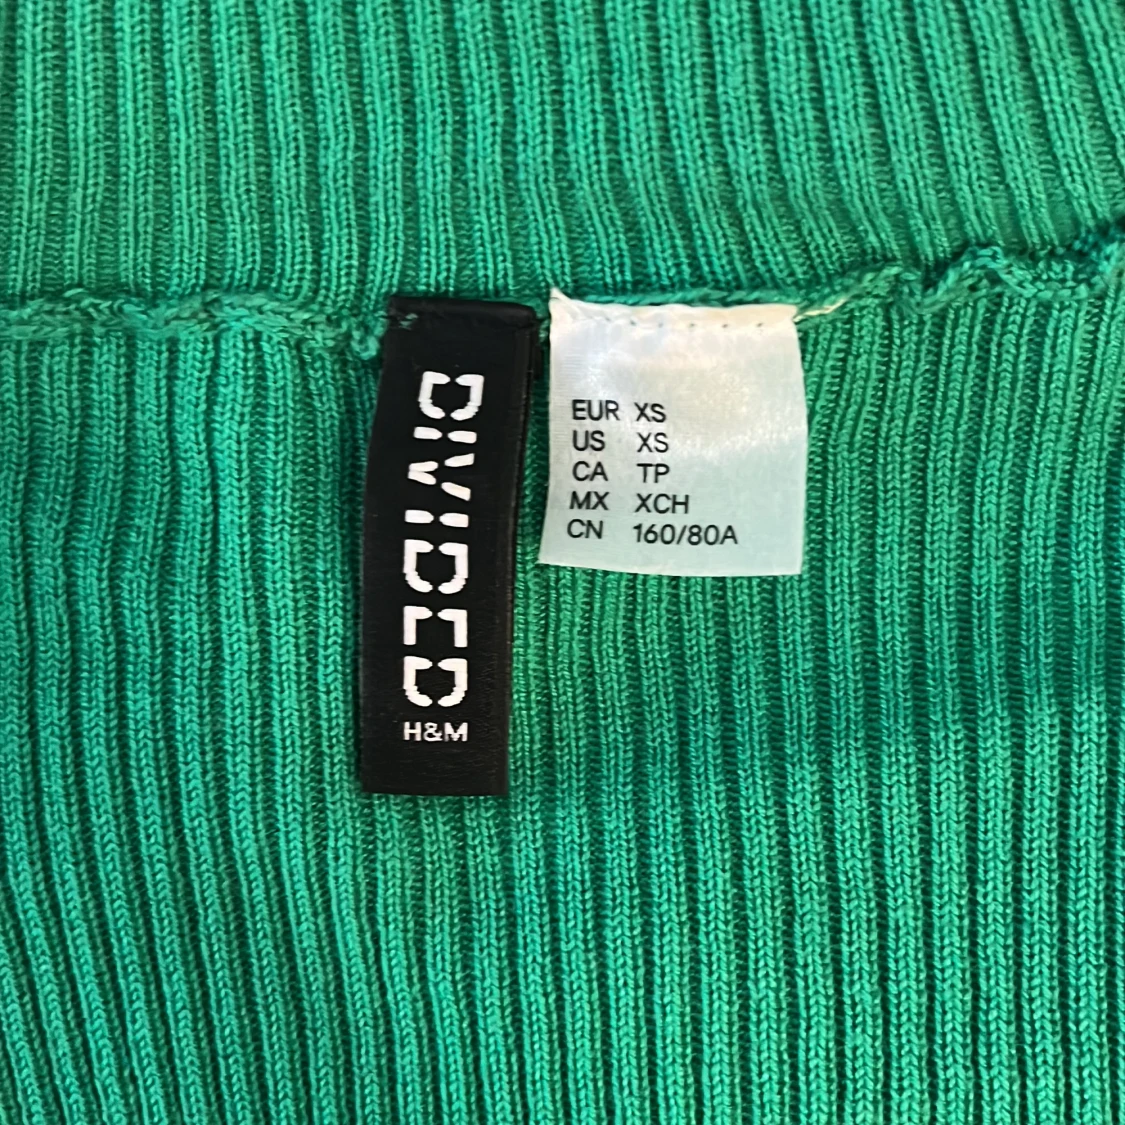 DIVIDED
H&M
EUR XS
US XS
CA TP
MX XCH
CN 160/80A